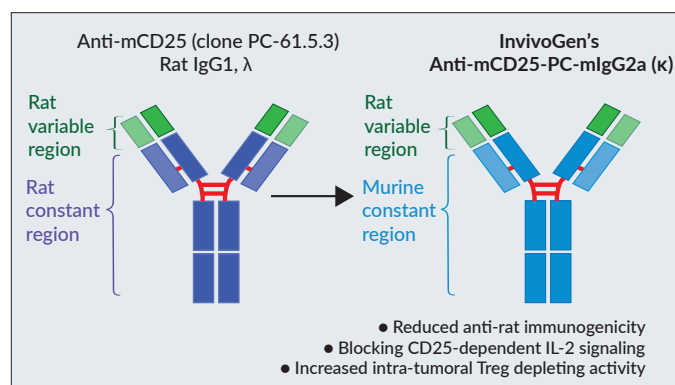 Anti-mCD25 (clone PC-61.5.3)
Rat IgG1, λ
InvivoGen's
Anti-mCD25-PC-mIgG2a (κ)
Rat
variable
region
Rat
constant
region
Rat
variable
region
Murine
constant
region
● Reduced anti-rat immunogenicity
● Blocking CD25-dependent IL-2 signaling
● Increased intra-tumoral Treg depleting activity